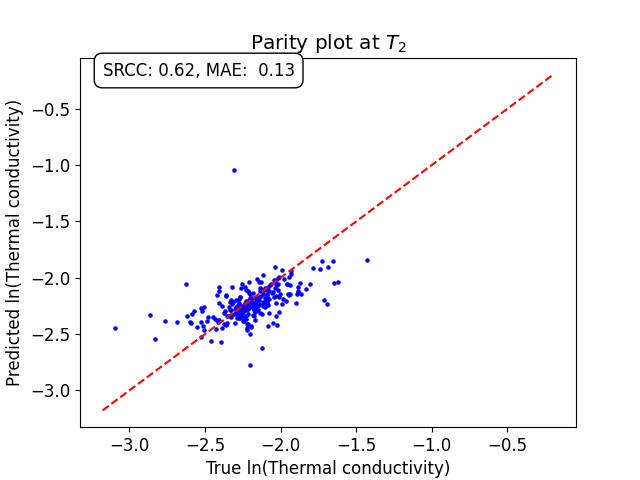 Parity plot at T₂
SRCC: 0.62, MAE:  0.13
Predicted ln(Thermal conductivity)
−0.5
−1.0
−1.5
−2.0
−2.5
−3.0
−3.0 −2.5 −2.0 −1.5 −1.0 −0.5
True ln(Thermal conductivity)